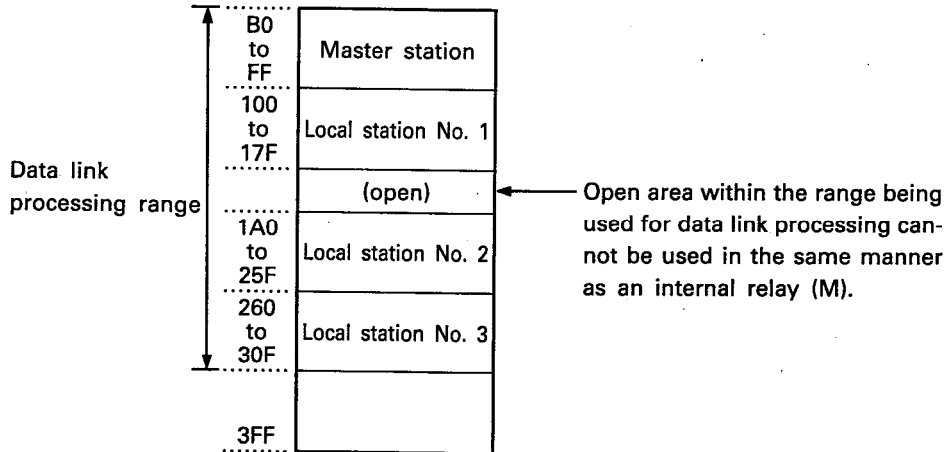 B0
to
FF
Master station
100
to
17F
Local station No. 1
Data link
processing range
(open)
Open area within the range being
used for data link processing can-
not be used in the same manner
as an internal relay (M).
1A0
to
25F
Local station No. 2
260
to
30F
Local station No. 3
3FF